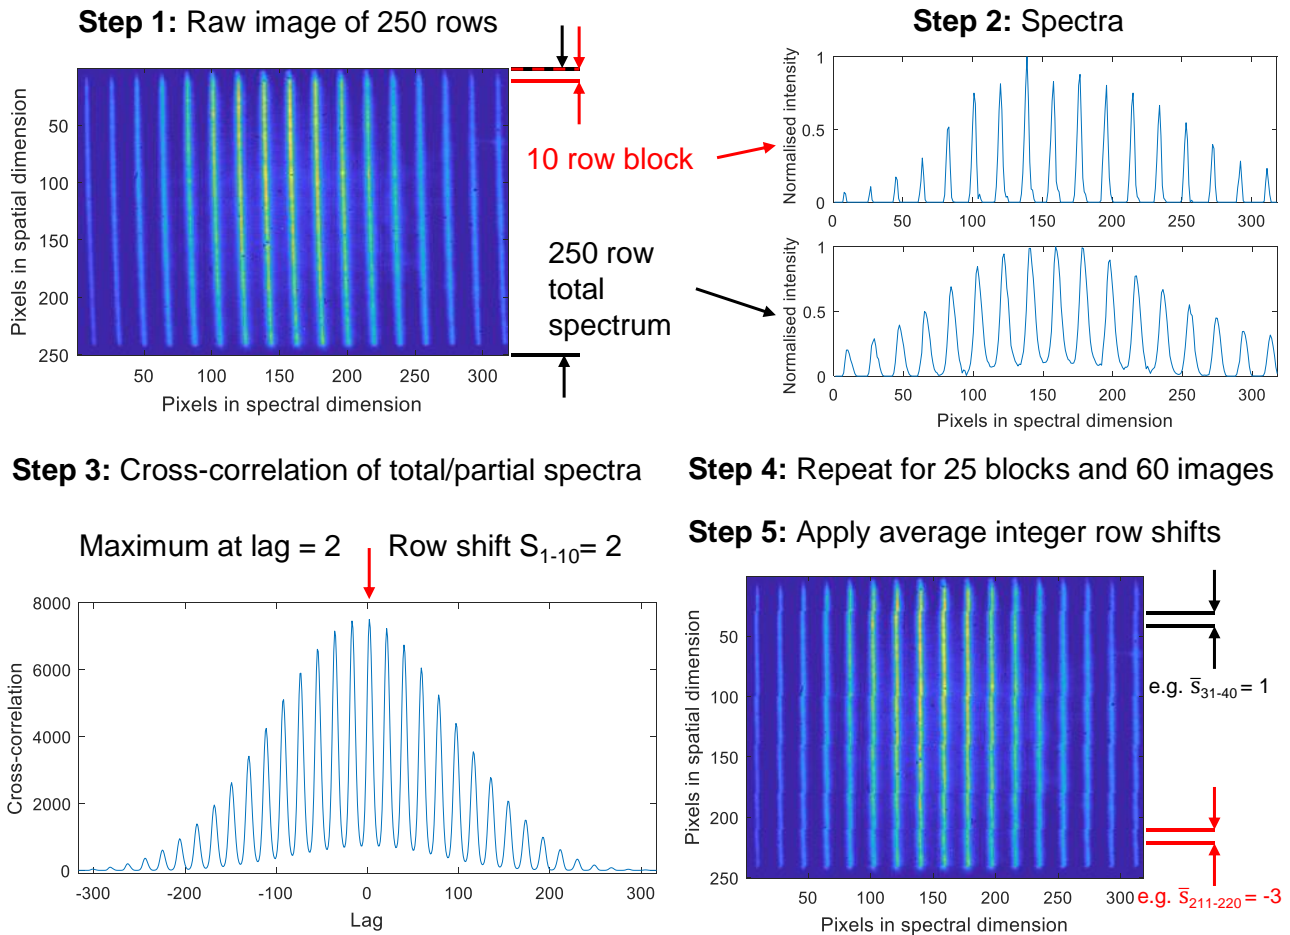 Step 1: Raw image of 250 rows
50
100
150
200
250
Pixels in spatial dimension
50
100
150
200
250
300
Pixels in spectral dimension
10 row block
250 row
total
spectrum
Step 2: Spectra
1
0.5
0
Normalised intensity
0
50
100
150
200
250
300
1
0.5
0
Normalised intensity
0
50
100
150
200
250
300
Pixels in spectral dimension
Step 3: Cross-correlation of total/partial spectra
Maximum at lag = 2
Row shift S1-10= 2
8000
6000
4000
2000
0
Cross-correlation
-300
-200
-100
0
100
200
300
Lag
Step 4: Repeat for 25 blocks and 60 images
Step 5: Apply average integer row shifts
50
100
150
200
250
Pixels in spatial dimension
50
100
150
200
250
300
Pixels in spectral dimension
e.g. s̅31-40 = 1
e.g. s̅211-220 = -3